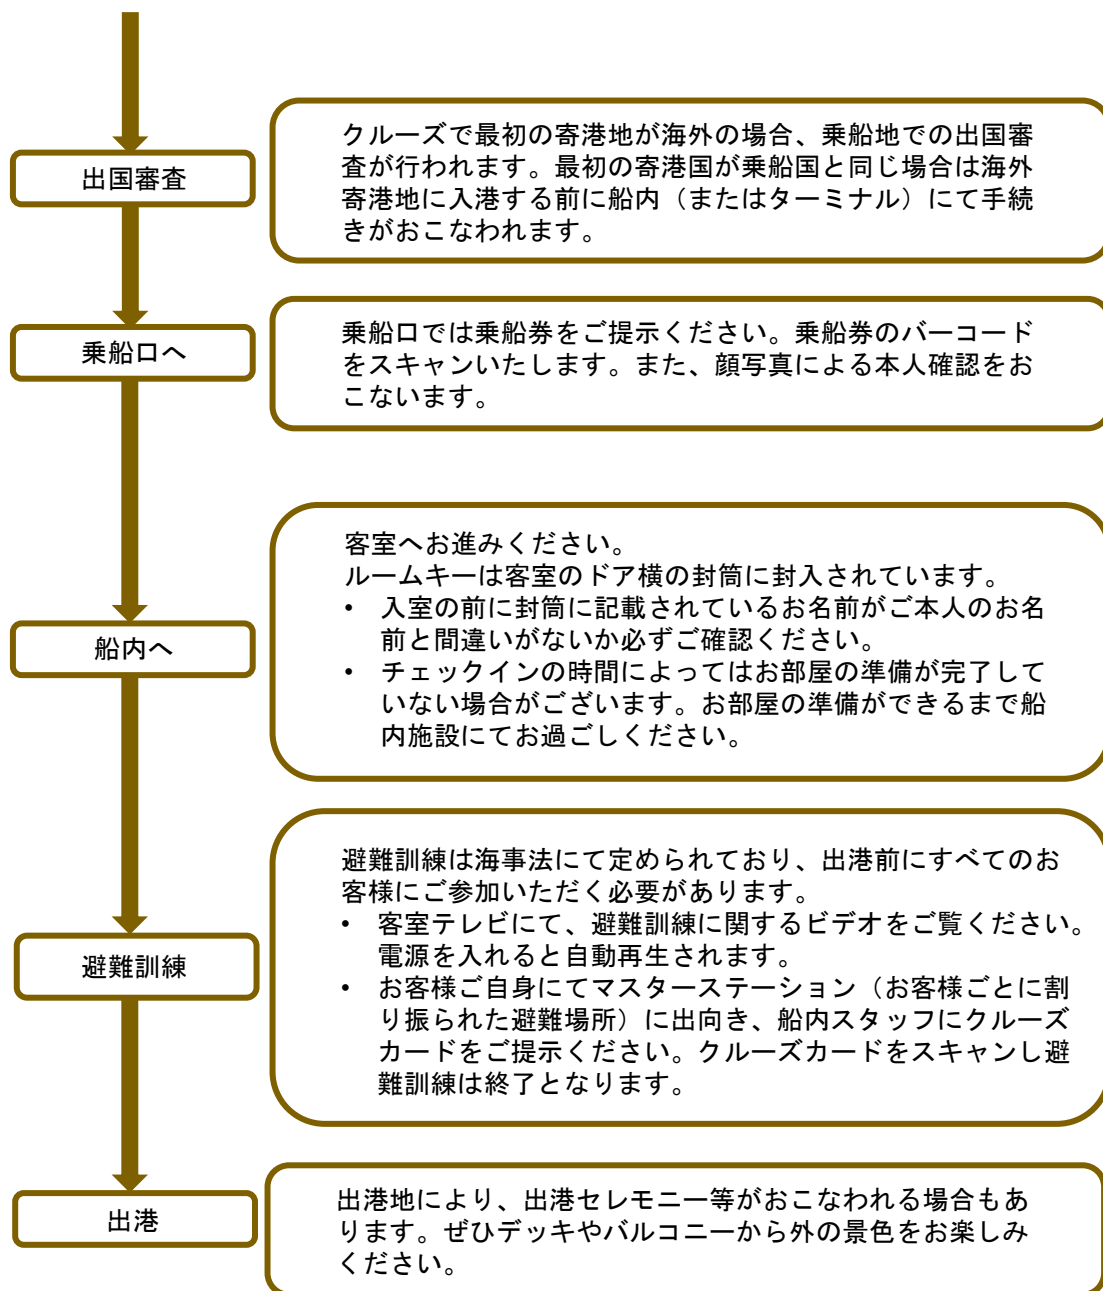 出国審査
クルーズで最初の寄港地が海外の場合、乗船地での出国審
査が行われます。最初の寄港国が乗船国と同じ場合は海外
寄港地に入港する前に船内（またはターミナル）にて手続
きがおこなわれます。
乗船口へ
乗船口では乗船券をご提示ください。乗船券のバーコード
をスキャンいたします。また、顔写真による本人確認をお
こないます。
船内へ
客室へお進みください。
ルームキーは客室のドア横の封筒に封入されています。
• 入室の前に封筒に記載されているお名前がご本人のお名
前と間違いがないか必ずご確認ください。
• チェックインの時間によってはお部屋の準備が完了して
いない場合がございます。お部屋の準備ができるまで船
内施設にてお過ごしください。
避難訓練
避難訓練は海事法にて定められており、出港前にすべてのお
客様にご参加いただく必要があります。
• 客室テレビにて、避難訓練に関するビデオをご覧ください。
電源を入れると自動再生されます。
• お客様ご自身にてマスターステーション（お客様ごとに割
り振られた避難場所）に出向き、船内スタッフにクルーズ
カードをご提示ください。クルーズカードをスキャンし避
難訓練は終了となります。
出港
出港地により、出港セレモニー等がおこなわれる場合もあ
ります。ぜひデッキやバルコニーから外の景色をお楽しみ
ください。